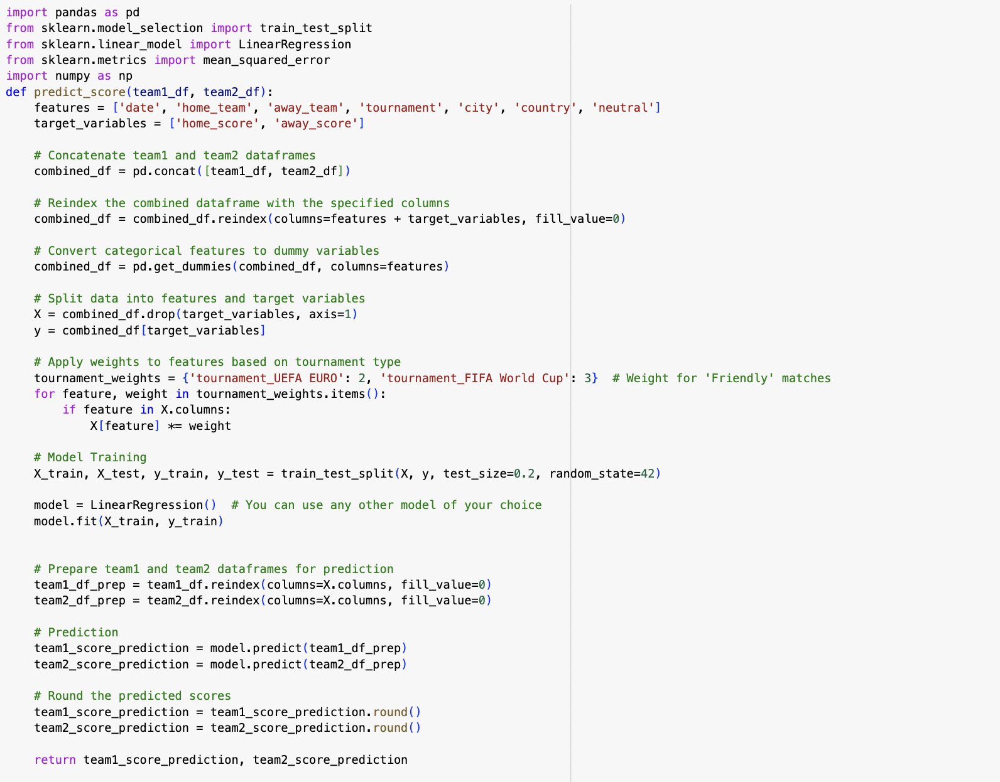 import pandas as pd
from sklearn.model_selection import train_test_split
from sklearn.linear_model import LinearRegression
from sklearn.metrics import mean_squared_error
import numpy as np
def predict_score(team1_df, team2_df):
    features = ['date', 'home_team', 'away_team', 'tournament', 'city', 'country', 'neutral']
    target_variables = ['home_score', 'away_score']

    # Concatenate team1 and team2 dataframes
    combined_df = pd.concat([team1_df, team2_df])

    # Reindex the combined dataframe with the specified columns
    combined_df = combined_df.reindex(columns=features + target_variables, fill_value=0)

    # Convert categorical features to dummy variables
    combined_df = pd.get_dummies(combined_df, columns=features)

    # Split data into features and target variables
    X = combined_df.drop(target_variables, axis=1)
    y = combined_df[target_variables]

    # Apply weights to features based on tournament type
    tournament_weights = {'tournament_UEFA EURO': 2, 'tournament_FIFA World Cup': 3}  # Weight for 'Friendly' matches
    for feature, weight in tournament_weights.items():
        if feature in X.columns:
            X[feature] *= weight

    # Model Training
    X_train, X_test, y_train, y_test = train_test_split(X, y, test_size=0.2, random_state=42)

    model = LinearRegression()  # You can use any other model of your choice
    model.fit(X_train, y_train)


    # Prepare team1 and team2 dataframes for prediction
    team1_df_prep = team1_df.reindex(columns=X.columns, fill_value=0)
    team2_df_prep = team2_df.reindex(columns=X.columns, fill_value=0)

    # Prediction
    team1_score_prediction = model.predict(team1_df_prep)
    team2_score_prediction = model.predict(team2_df_prep)

    # Round the predicted scores
    team1_score_prediction = team1_score_prediction.round()
    team2_score_prediction = team2_score_prediction.round()

    return team1_score_prediction, team2_score_prediction